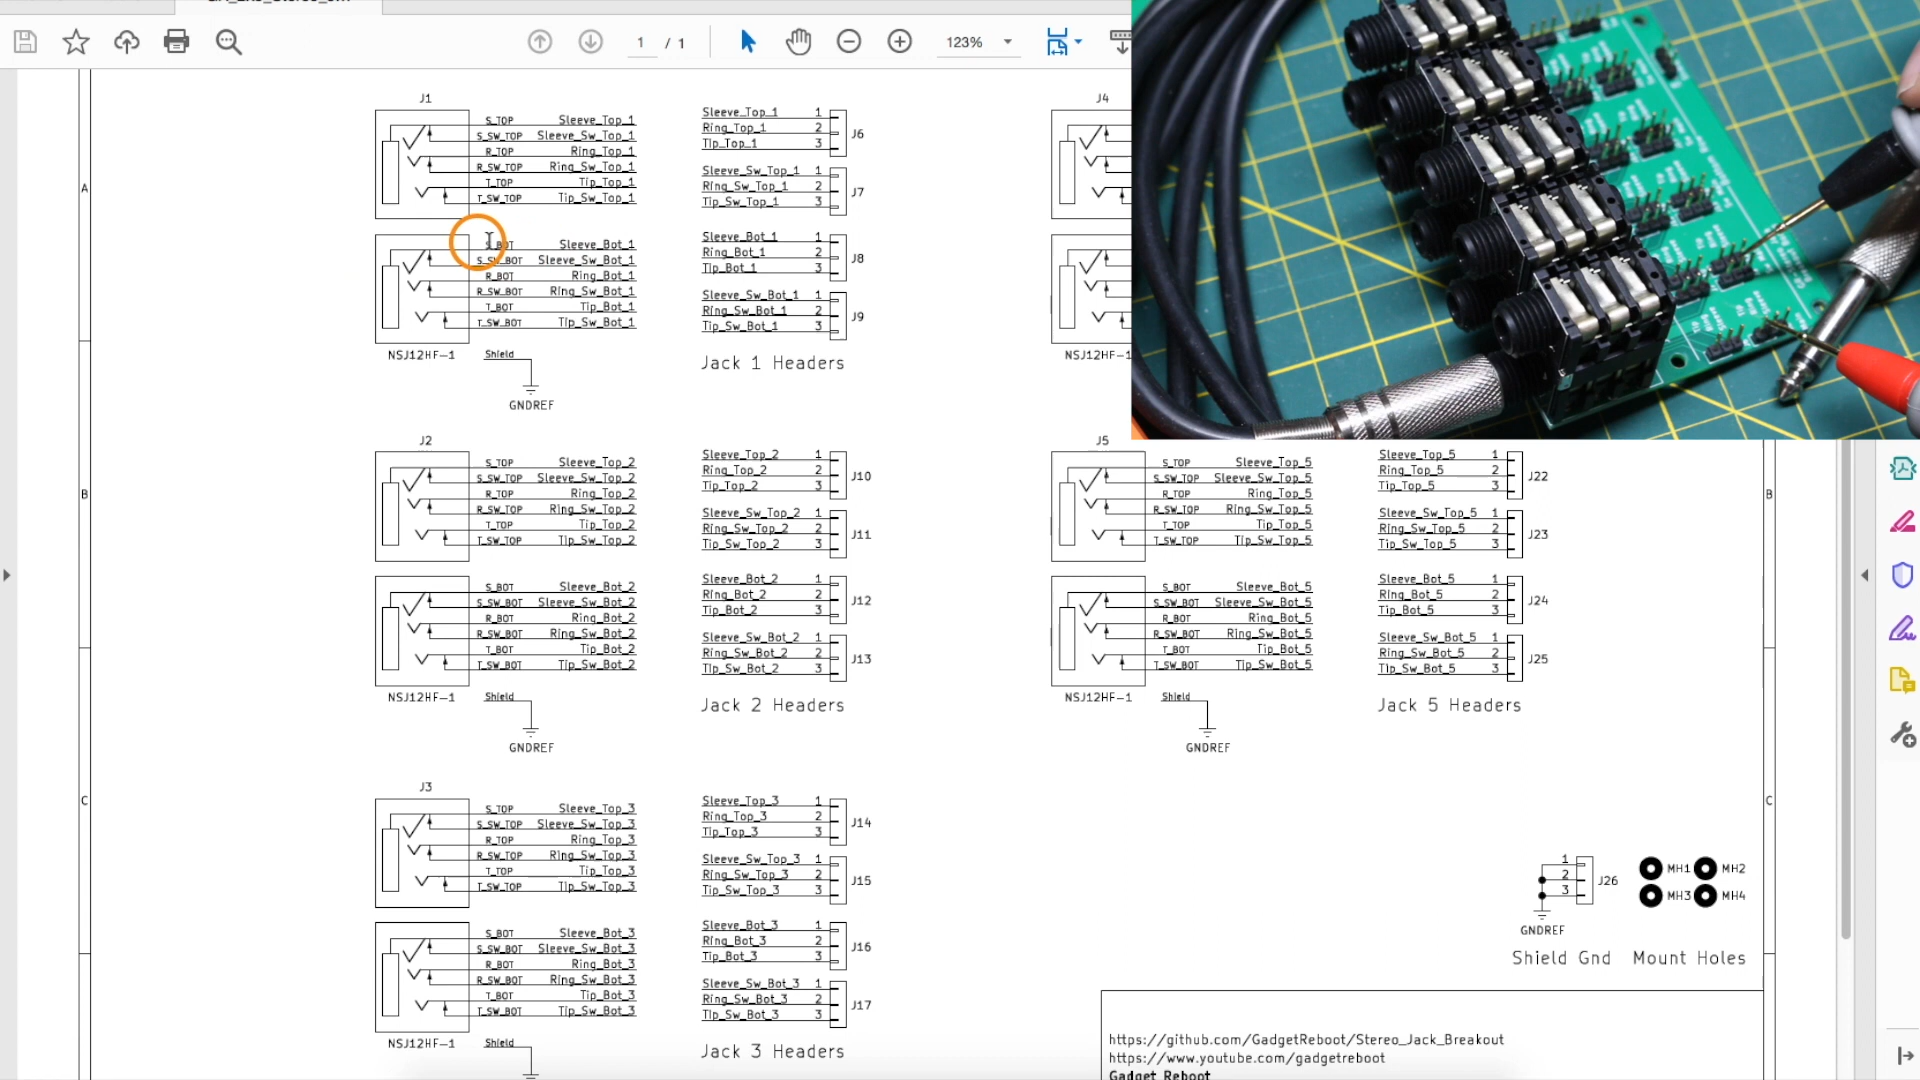 1 / 1
123%
J1
S_TOP Sleeve_Top_1
S_SW_TOP Sleeve_Sw_Top_1
R_TOP Ring_Top_1
R_SW_TOP Ring_Sw_Top_1
T_TOP Tip_Top_1
T_SW_TOP Tip_Sw_Top_1
S_BOT Sleeve_Bot_1
S_SW_BOT Sleeve_Sw_Bot_1
R_BOT Ring_Bot_1
R_SW_BOT Ring_Sw_Bot_1
T_BOT Tip_Bot_1
T_SW_BOT Tip_Sw_Bot_1
NSJ12HF-1 Shield
GNDREF
Sleeve_Top_1 1
Ring_Top_1 2
Tip_Top_1 3
J6
Sleeve_Sw_Top_1 1
Ring_Sw_Top_1 2
Tip_Sw_Top_1 3
J7
Sleeve_Bot_1 1
Ring_Bot_1 2
Tip_Bot_1 3
J8
Sleeve_Sw_Bot_1 1
Ring_Sw_Bot_1 2
Tip_Sw_Bot_1 3
J9
Jack 1 Headers
J4
NSJ12HF-1
A
J2
S_TOP Sleeve_Top_2
S_SW_TOP Sleeve_Sw_Top_2
R_TOP Ring_Top_2
R_SW_TOP Ring_Sw_Top_2
T_TOP Tip_Top_2
T_SW_TOP Tip_Sw_Top_2
S_BOT Sleeve_Bot_2
S_SW_BOT Sleeve_Sw_Bot_2
R_BOT Ring_Bot_2
R_SW_BOT Ring_Sw_Bot_2
T_BOT Tip_Bot_2
T_SW_BOT Tip_Sw_Bot_2
NSJ12HF-1 Shield
GNDREF
Sleeve_Top_2 1
Ring_Top_2 2
Tip_Top_2 3
J10
Sleeve_Sw_Top_2 1
Ring_Sw_Top_2 2
Tip_Sw_Top_2 3
J11
Sleeve_Bot_2 1
Ring_Bot_2 2
Tip_Bot_2 3
J12
Sleeve_Sw_Bot_2 1
Ring_Sw_Bot_2 2
Tip_Sw_Bot_2 3
J13
Jack 2 Headers
J5
S_TOP Sleeve_Top_5
S_SW_TOP Sleeve_Sw_Top_5
R_TOP Ring_Top_5
R_SW_TOP Ring_Sw_Top_5
T_TOP Tip_Top_5
T_SW_TOP Tip_Sw_Top_5
S_BOT Sleeve_Bot_5
S_SW_BOT Sleeve_Sw_Bot_5
R_BOT Ring_Bot_5
R_SW_BOT Ring_Sw_Bot_5
T_BOT Tip_Bot_5
T_SW_BOT Tip_Sw_Bot_5
NSJ12HF-1 Shield
GNDREF
Sleeve_Top_5 1
Ring_Top_5 2
Tip_Top_5 3
J22
Sleeve_Sw_Top_5 1
Ring_Sw_Top_5 2
Tip_Sw_Top_5 3
J23
Sleeve_Bot_5 1
Ring_Bot_5 2
Tip_Bot_5 3
J24
Sleeve_Sw_Bot_5 1
Ring_Sw_Bot_5 2
Tip_Sw_Bot_5 3
J25
Jack 5 Headers
B
B
J3
S_TOP Sleeve_Top_3
S_SW_TOP Sleeve_Sw_Top_3
R_TOP Ring_Top_3
R_SW_TOP Ring_Sw_Top_3
T_TOP Tip_Top_3
T_SW_TOP Tip_Sw_Top_3
S_BOT Sleeve_Bot_3
S_SW_BOT Sleeve_Sw_Bot_3
R_BOT Ring_Bot_3
R_SW_BOT Ring_Sw_Bot_3
T_BOT Tip_Bot_3
T_SW_BOT Tip_Sw_Bot_3
NSJ12HF-1 Shield
Sleeve_Top_3 1
Ring_Top_3 2
Tip_Top_3 3
J14
Sleeve_Sw_Top_3 1
Ring_Sw_Top_3 2
Tip_Sw_Top_3 3
J15
Sleeve_Bot_3 1
Ring_Bot_3 2
Tip_Bot_3 3
J16
Sleeve_Sw_Bot_3 1
Ring_Sw_Bot_3 2
Tip_Sw_Bot_3 3
J17
Jack 3 Headers
C
C
1
2
3
J26
GNDREF
Shield Gnd
MH1 MH2
MH3 MH4
Mount Holes
https://github.com/GadgetReboot/Stereo_Jack_Breakout
https://www.youtube.com/gadgetreboot
Gadget Reboot